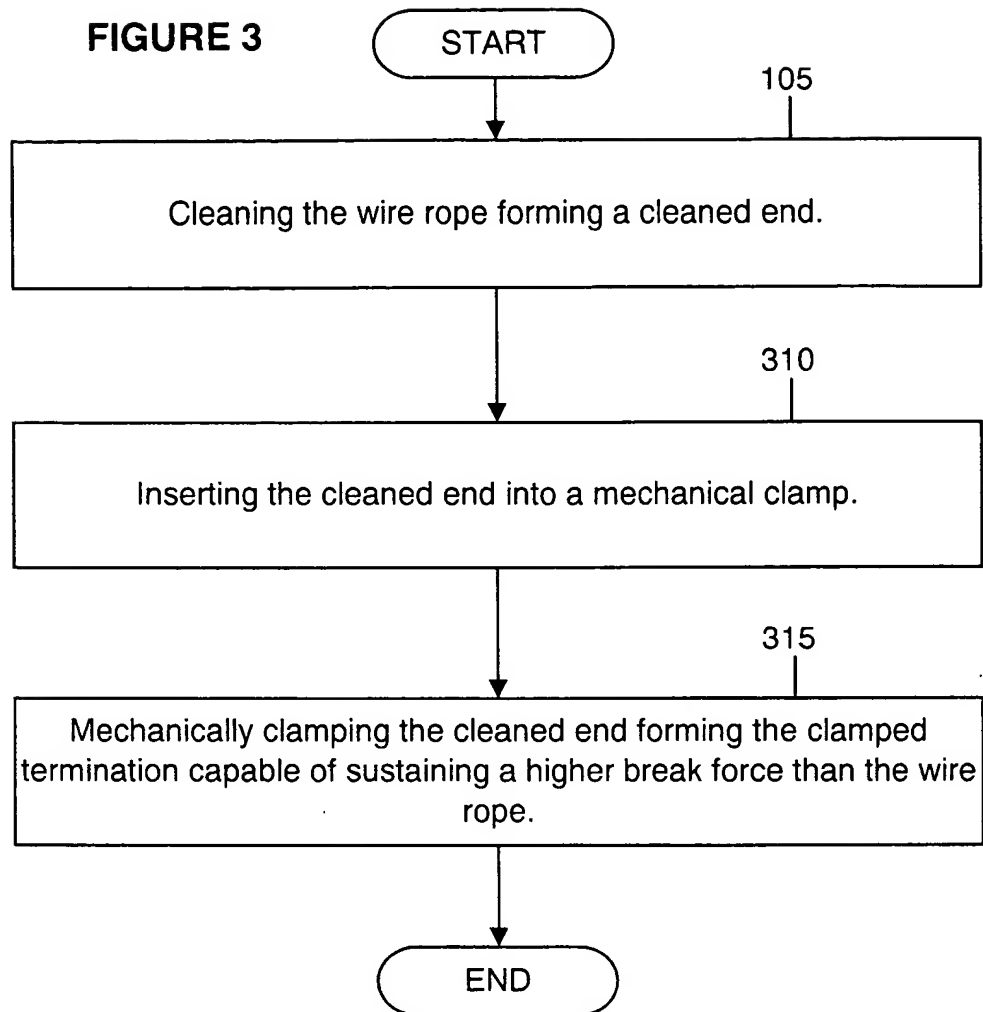 FIGURE 3
START
105
Cleaning the wire rope forming a cleaned end.
310
Inserting the cleaned end into a mechanical clamp.
315
Mechanically clamping the cleaned end forming the clamped
termination capable of sustaining a higher break force than the wire
rope.
END